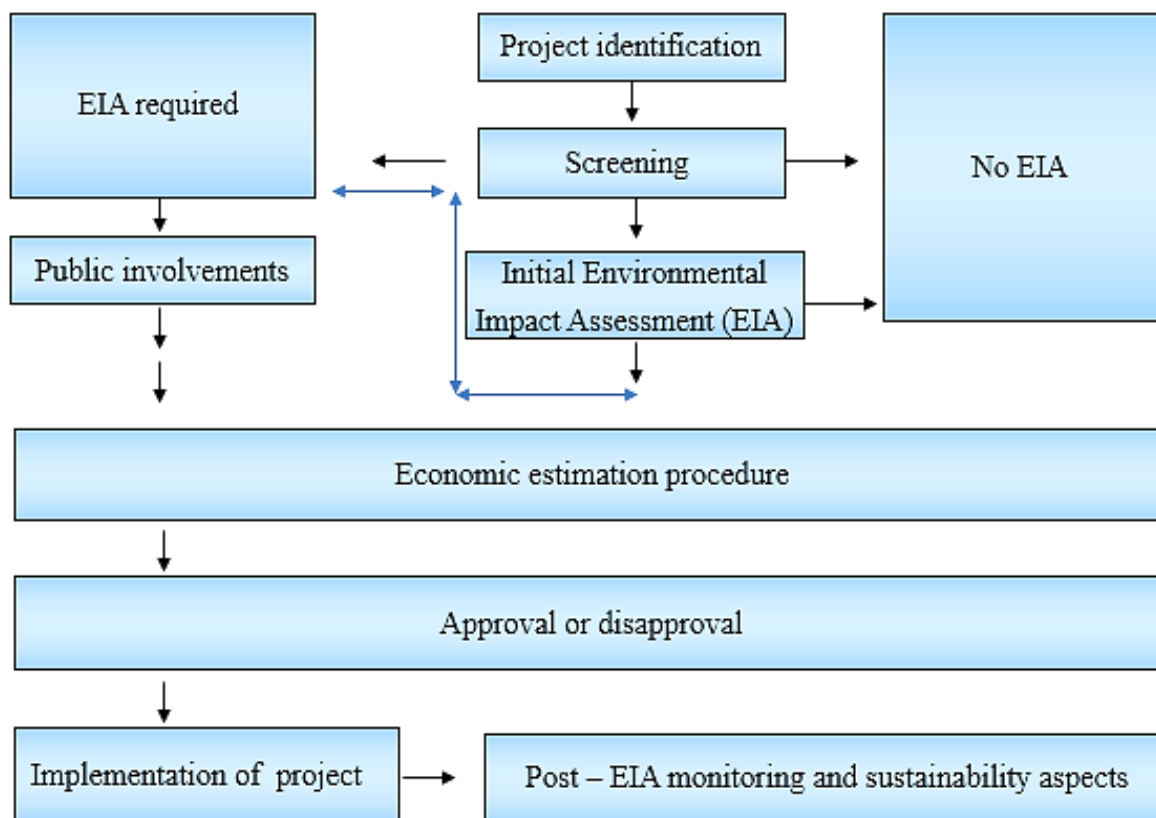 Project identification
EIA required
Screening
No EIA
Public involvements
Initial Environmental
Impact Assessment (EIA)
Economic estimation procedure
Approval or disapproval
Implementation of project
Post – EIA monitoring and sustainability aspects